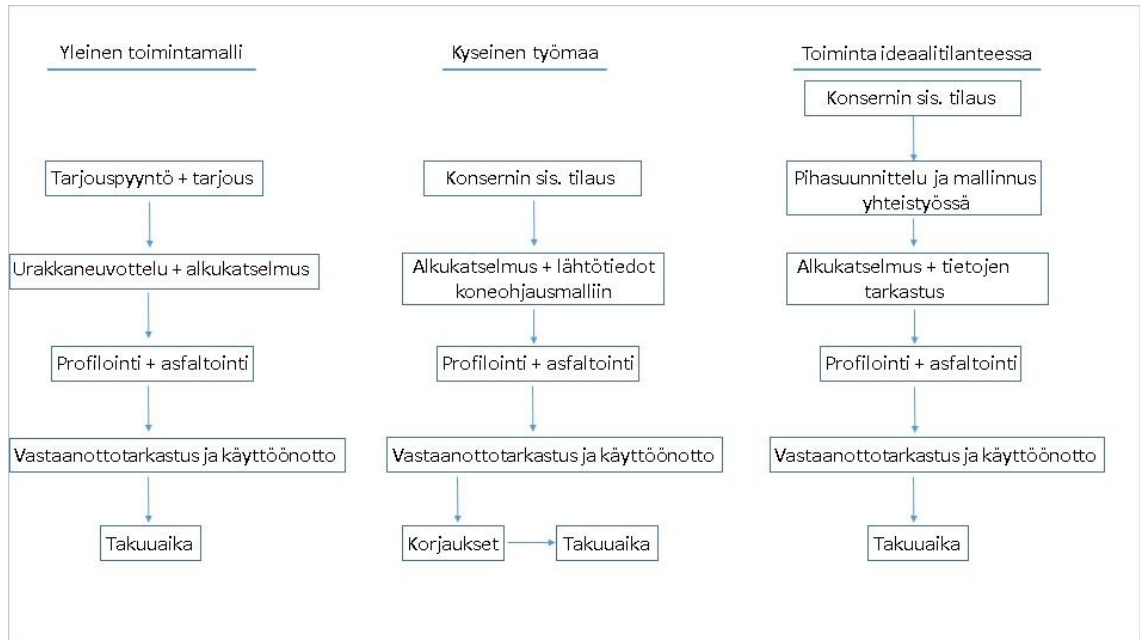 Yleinen toimintamalli
Tarjouspyyntö + tarjous
Urakkaneuvottelu + alkukatselmus
Profilointi + asfaltointi
Vastaanottotarkastus ja käyttöönotto
Takuuaika
Kyseinen työmaa
Konsernin sis. tilaus
Alkukatselmus + lähtötiedot
koneohjausmalliin
Profilointi + asfaltointi
Vastaanottotarkastus ja käyttöönotto
Korjaukset
Takuuaika
Toiminta ideaalitilanteessa
Konsernin sis. tilaus
Pihasuunnittelu ja mallinnus
yhteistyössä
Alkukatselmus + tietojen
tarkastus
Profilointi + asfaltointi
Vastaanottotarkastus ja käyttöönotto
Takuuaika